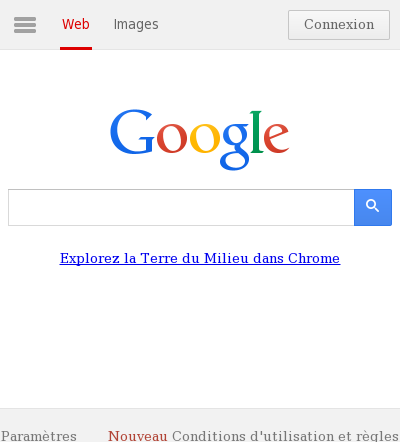 Web Images Connexion
Google
Explorez la Terre du Milieu dans Chrome
Paramètres Nouveau Conditions d'utilisation et règles